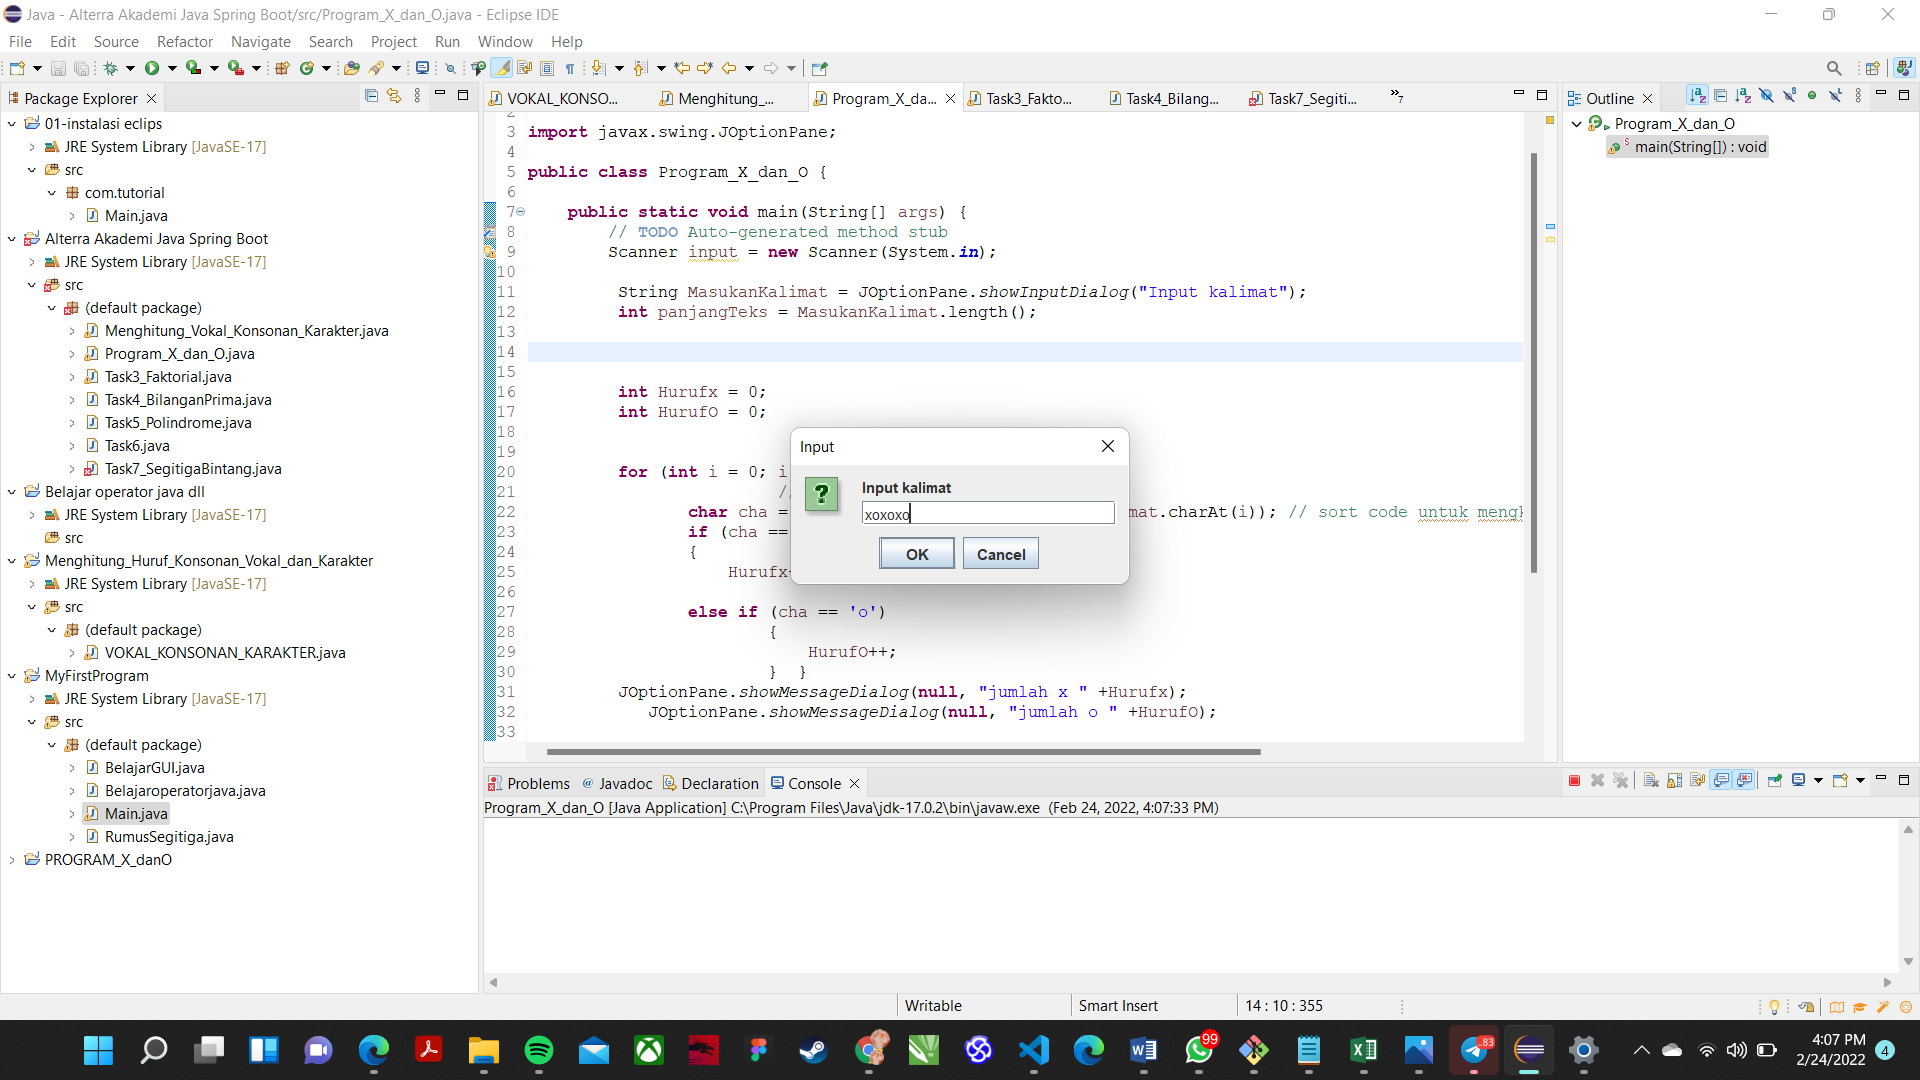 Java - Alterra Akademi Java Spring Boot/src/Program_X_dan_O.java - Eclipse IDE
File Edit Source Refactor Navigate Search Project Run Window Help
Package Explorer
01-instalasi eclips
JRE System Library [JavaSE-17]
src
com.tutorial
Main.java
Alterra Akademi Java Spring Boot
JRE System Library [JavaSE-17]
src
(default package)
Menghitung_Vokal_Konsonan_Karakter.java
Program_X_dan_O.java
Task3_Faktorial.java
Task4_BilanganPrima.java
Task5_Polindrome.java
Task6.java
Task7_SegitigaBintang.java
Belajar operator java dll
JRE System Library [JavaSE-17]
src
Menghitung_Huruf_Konsonan_Vokal_dan_Karakter
JRE System Library [JavaSE-17]
src
(default package)
VOKAL_KONSONAN_KARAKTER.java
MyFirstProgram
JRE System Library [JavaSE-17]
src
(default package)
BelajarGUI.java
Belajaroperatorjava.java
Main.java
RumusSegitiga.java
PROGRAM_X_danO
VOKAL_KONSO... Menghitung_... Program_X_da... Task3_Fakto... Task4_Bilang... Task7_Segiti... »7
2
3 import javax.swing.JOptionPane;
4
5 public class Program_X_dan_O {
6
7 public static void main(String[] args) {
8 // TODO Auto-generated method stub
9 Scanner input = new Scanner(System.in);
10
11 String MasukanKalimat = JOptionPane.showInputDialog("Input kalimat");
12 int panjangTeks = MasukanKalimat.length();
13
14
15
16 int Hurufx = 0;
17 int HurufO = 0;
18
19
20 for (int i = 0; i
21 /
22 char cha = mat.charAt(i)); // sort code untuk mengk
23 if (cha ==
24 {
25 Hurufx
26
27 else if (cha == 'o')
28 {
29 HurufO++;
30 } }
31 JOptionPane.showMessageDialog(null, "jumlah x " +Hurufx);
32 JOptionPane.showMessageDialog(null, "jumlah o " +HurufO);
33
Input
Input kalimat
xoxoxo
OK Cancel
Outline
Program_X_dan_O
main(String[]) : void
Problems Javadoc Declaration Console
Program_X_dan_O [Java Application] C:\Program Files\Java\jdk-17.0.2\bin\javaw.exe (Feb 24, 2022, 4:07:33 PM)
Writable Smart Insert 14 : 10 : 355
99
83
4:07 PM
2/24/2022
4